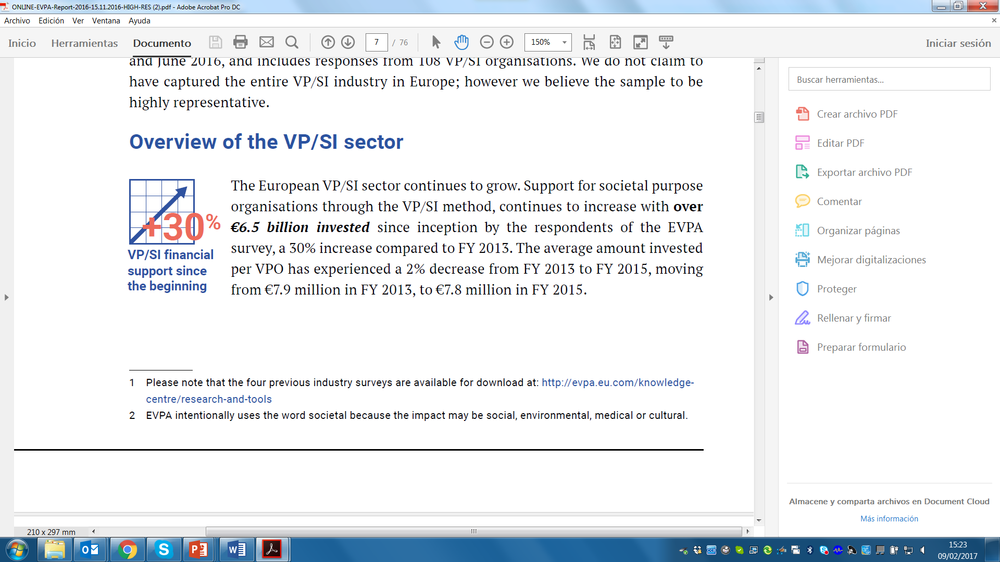 ONLINE-EVPA-Report-2016-15.11.2016-HIGH-RES (2).pdf - Adobe Acrobat Pro DC
Archivo Edición Ver Ventana Ayuda
Inicio Herramientas Documento 7 / 76 150% Iniciar sesión
and June 2016, and includes responses from 108 VP/SI organisations. We do not claim to
have captured the entire VP/SI industry in Europe; however we believe the sample to be
highly representative.
Overview of the VP/SI sector
+30%
VP/SI financial
support since
the beginning
The European VP/SI sector continues to grow. Support for societal purpose
organisations through the VP/SI method, continues to increase with over
€6.5 billion invested since inception by the respondents of the EVPA
survey, a 30% increase compared to FY 2013. The average amount invested
per VPO has experienced a 2% decrease from FY 2013 to FY 2015, moving
from €7.9 million in FY 2013, to €7.8 million in FY 2015.
1 Please note that the four previous industry surveys are available for download at: http://evpa.eu.com/knowledge-
centre/research-and-tools
2 EVPA intentionally uses the word societal because the impact may be social, environmental, medical or cultural.
210 x 297 mm
Buscar herramientas...
Crear archivo PDF
Editar PDF
Exportar archivo PDF
Comentar
Organizar páginas
Mejorar digitalizaciones
Proteger
Rellenar y firmar
Preparar formulario
Almacene y comparta archivos en Document Cloud
Más información
15:23
09/02/2017